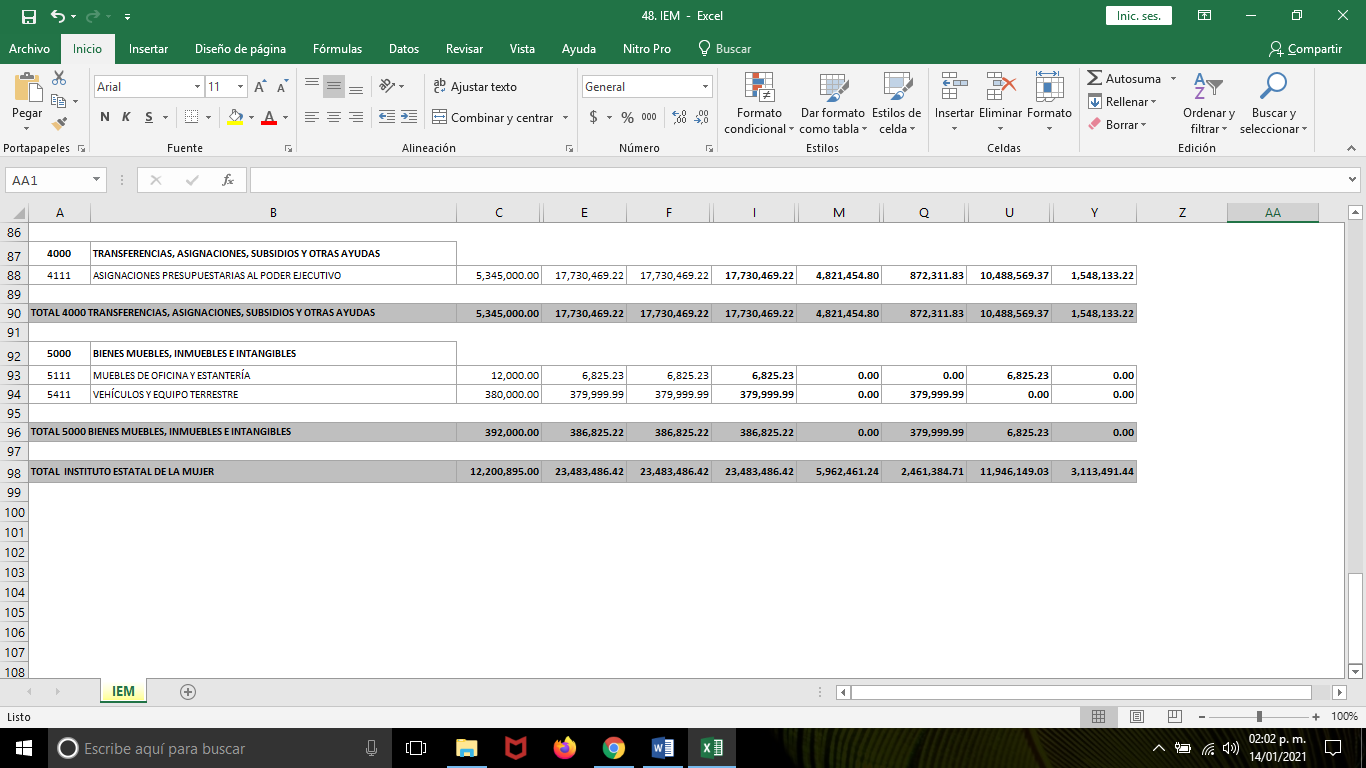 48. IEM - Excel
Inic. ses.
Archivo Inicio Insertar Diseño de página Fórmulas Datos Revisar Vista Ayuda Nitro Pro Buscar Compartir
Pegar
Arial 11
N K S
Ajustar texto
Combinar y centrar
General
$ % 000
Formato condicional
Dar formato como tabla
Estilos de celda
Insertar Eliminar Formato
Autosuma
Rellenar
Borrar
Ordenar y filtrar
Buscar y seleccionar
Portapapeles Fuente Alineación Número Estilos Celdas Edición
AA1 fx
A B C E F I M Q U Y Z AA
86
87 4000 TRANSFERENCIAS, ASIGNACIONES, SUBSIDIOS Y OTRAS AYUDAS
88 4111 ASIGNACIONES PRESUPUESTARIAS AL PODER EJECUTIVO 5,345,000.00 17,730,469.22 17,730,469.22 17,730,469.22 4,821,454.80 872,311.83 10,488,569.37 1,548,133.22
89
90 TOTAL 4000 TRANSFERENCIAS, ASIGNACIONES, SUBSIDIOS Y OTRAS AYUDAS 5,345,000.00 17,730,469.22 17,730,469.22 17,730,469.22 4,821,454.80 872,311.83 10,488,569.37 1,548,133.22
91
92 5000 BIENES MUEBLES, INMUEBLES E INTANGIBLES
93 5111 MUEBLES DE OFICINA Y ESTANTERÍA 12,000.00 6,825.23 6,825.23 6,825.23 0.00 0.00 6,825.23 0.00
94 5411 VEHÍCULOS Y EQUIPO TERRESTRE 380,000.00 379,999.99 379,999.99 379,999.99 0.00 379,999.99 0.00 0.00
95
96 TOTAL 5000 BIENES MUEBLES, INMUEBLES E INTANGIBLES 392,000.00 386,825.22 386,825.22 386,825.22 0.00 379,999.99 6,825.23 0.00
97
98 TOTAL INSTITUTO ESTATAL DE LA MUJER 12,200,895.00 23,483,486.42 23,483,486.42 23,483,486.42 5,962,461.24 2,461,384.71 11,946,149.03 3,113,491.44
99
100
101
102
103
104
105
106
107
108
IEM
Listo 100%
Escribe aquí para buscar
02:02 p. m.
14/01/2021